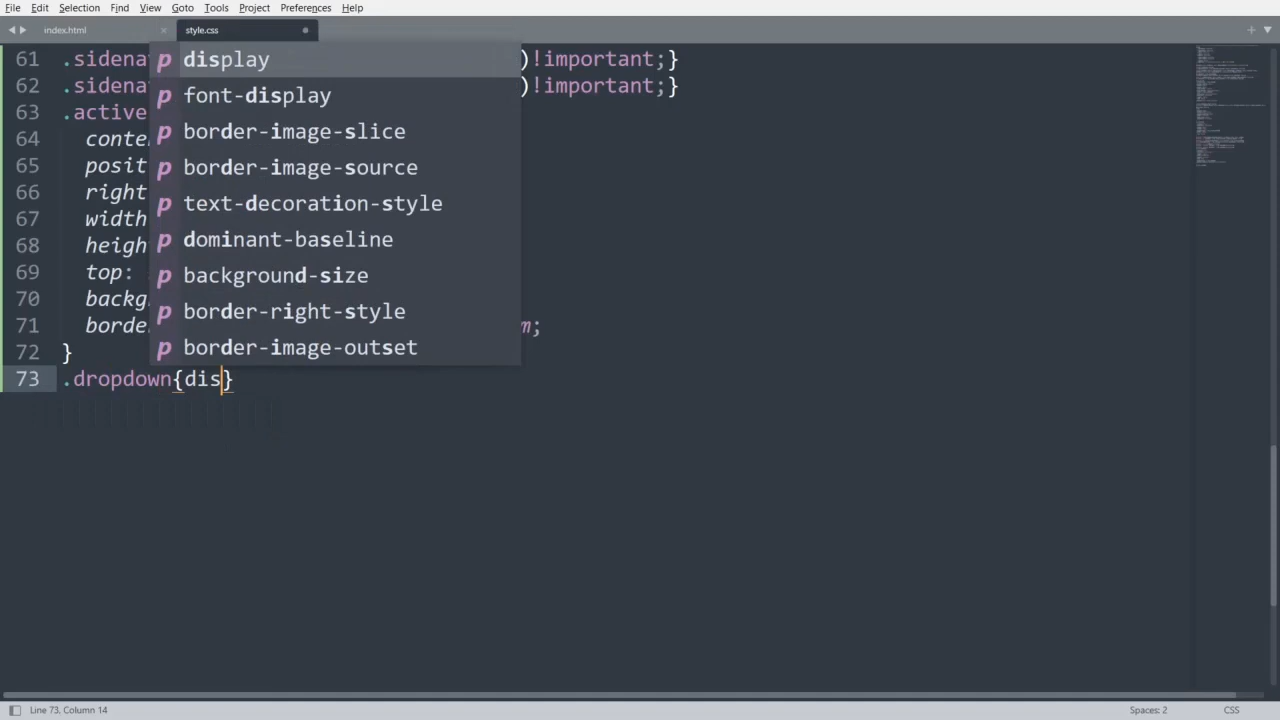 File Edit Selection Find View Goto Tools Project Preferences Help
index.html style.css
61 .sidena )!important;}
62 .sidena )!important;}
63 .active
64 conte
65 posit
66 right
67 width
68 heigh
69 top:
70 backg
71 borde m;
72 }
73 .dropdown{dis}
p display
p font-display
p border-image-slice
p border-image-source
p text-decoration-style
p dominant-baseline
p background-size
p border-right-style
p border-image-outset
Line 73, Column 14 Spaces: 2 CSS